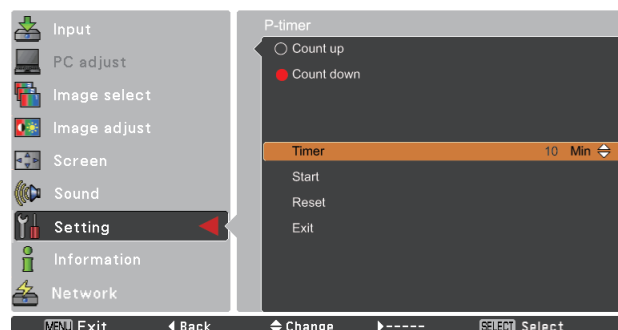 Input
PC adjust
Image select
Image adjust
Screen
Sound
Setting
Information
Network
P-timer
Count up
Count down
Timer 10 Min
Start
Reset
Exit
MENU Exit Back Change ----- SELECT Select